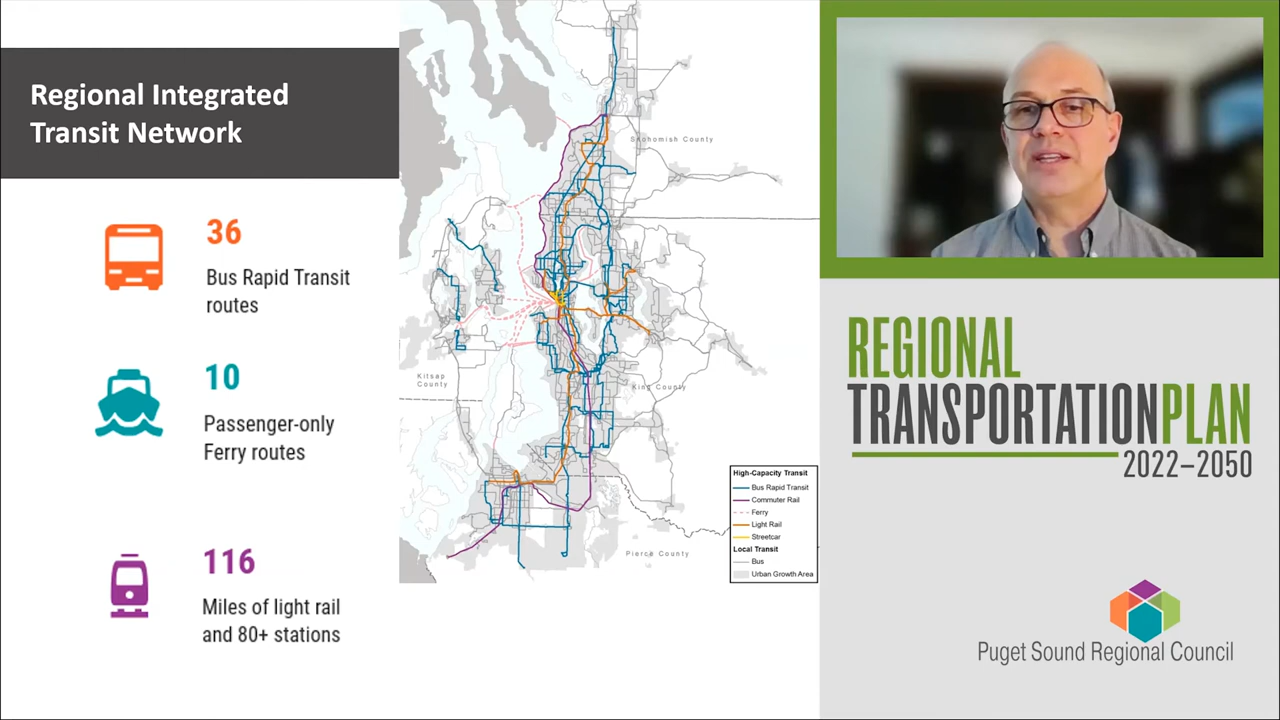 Regional Integrated
Transit Network
36
Bus Rapid Transit
routes
10
Passenger-only
Ferry routes
116
Miles of light rail
and 80+ stations
Snohomish County
Kitsap
County
King County
Pierce County
High-Capacity Transit
Bus Rapid Transit
Commuter Rail
Ferry
Light Rail
Streetcar
Local Transit
Bus
Urban Growth Area
REGIONAL
TRANSPORTATIONPLAN
2022–2050
Puget Sound Regional Council